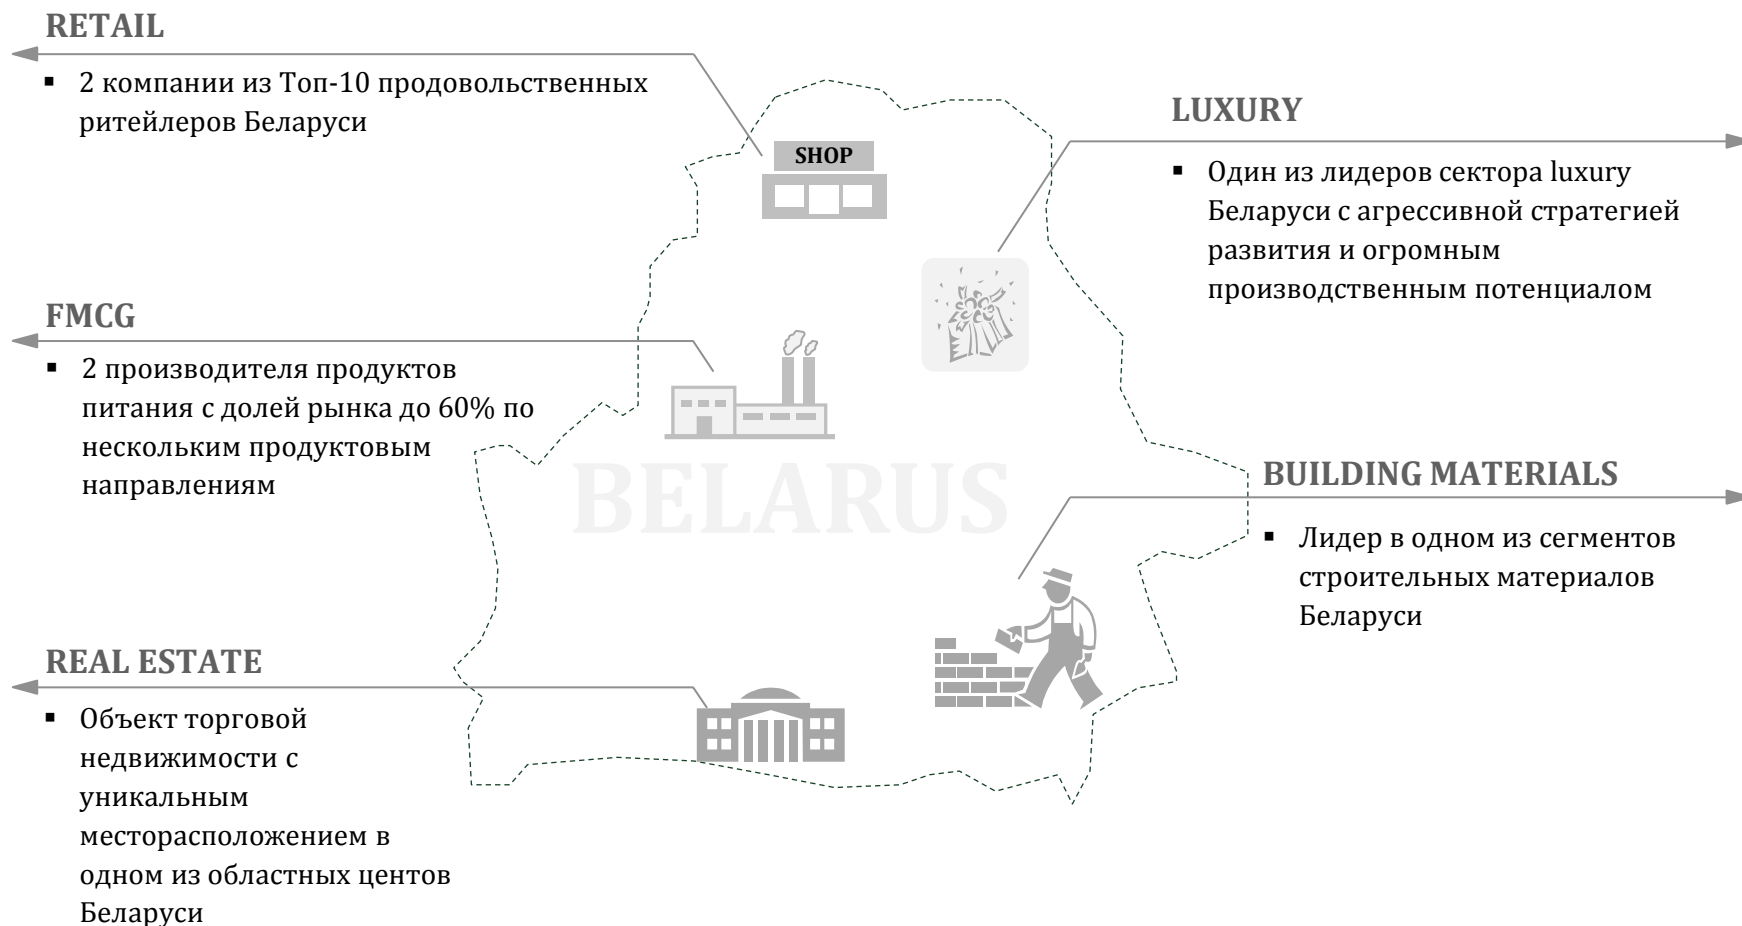 RETAIL
▪ 2 компании из Топ-10 продовольственных
ритейлеров Беларуси
SHOP
LUXURY
▪ Один из лидеров сектора luxury
Беларуси с агрессивной стратегией
развития и огромным
производственным потенциалом
FMCG
▪ 2 производителя продуктов
питания с долей рынка до 60% по
нескольким продуктовым
направлениям
BELARUS
BUILDING MATERIALS
▪ Лидер в одном из сегментов
строительных материалов
Беларуси
REAL ESTATE
▪ Объект торговой
недвижимости с
уникальным
месторасположением в
одном из областных центов
Беларуси